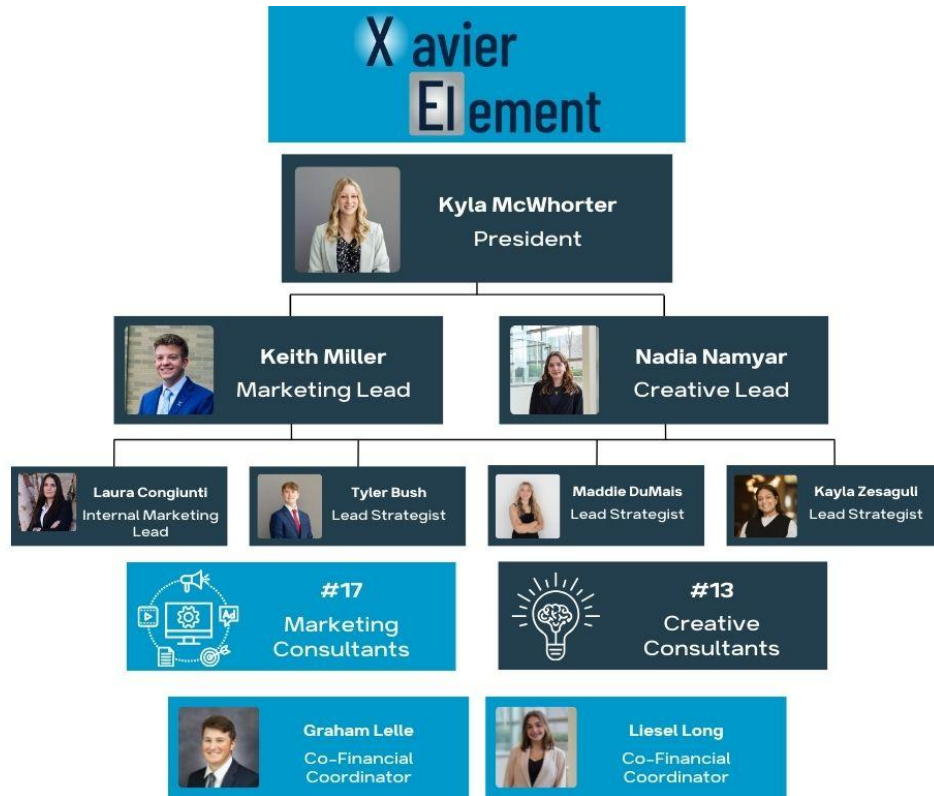 Xavier
Element
Kyla McWhorter
President
Keith Miller
Marketing Lead
Nadia Namyar
Creative Lead
Laura Congiunti
Internal Marketing
Lead
Tyler Bush
Lead Strategist
Maddie DuMais
Lead Strategist
Kayla Zesaguli
Lead Strategist
Ad
#17
Marketing
Consultants
#13
Creative
Consultants
Graham Lelle
Co-Financial
Coordinator
Liesel Long
Co-Financial
Coordinator